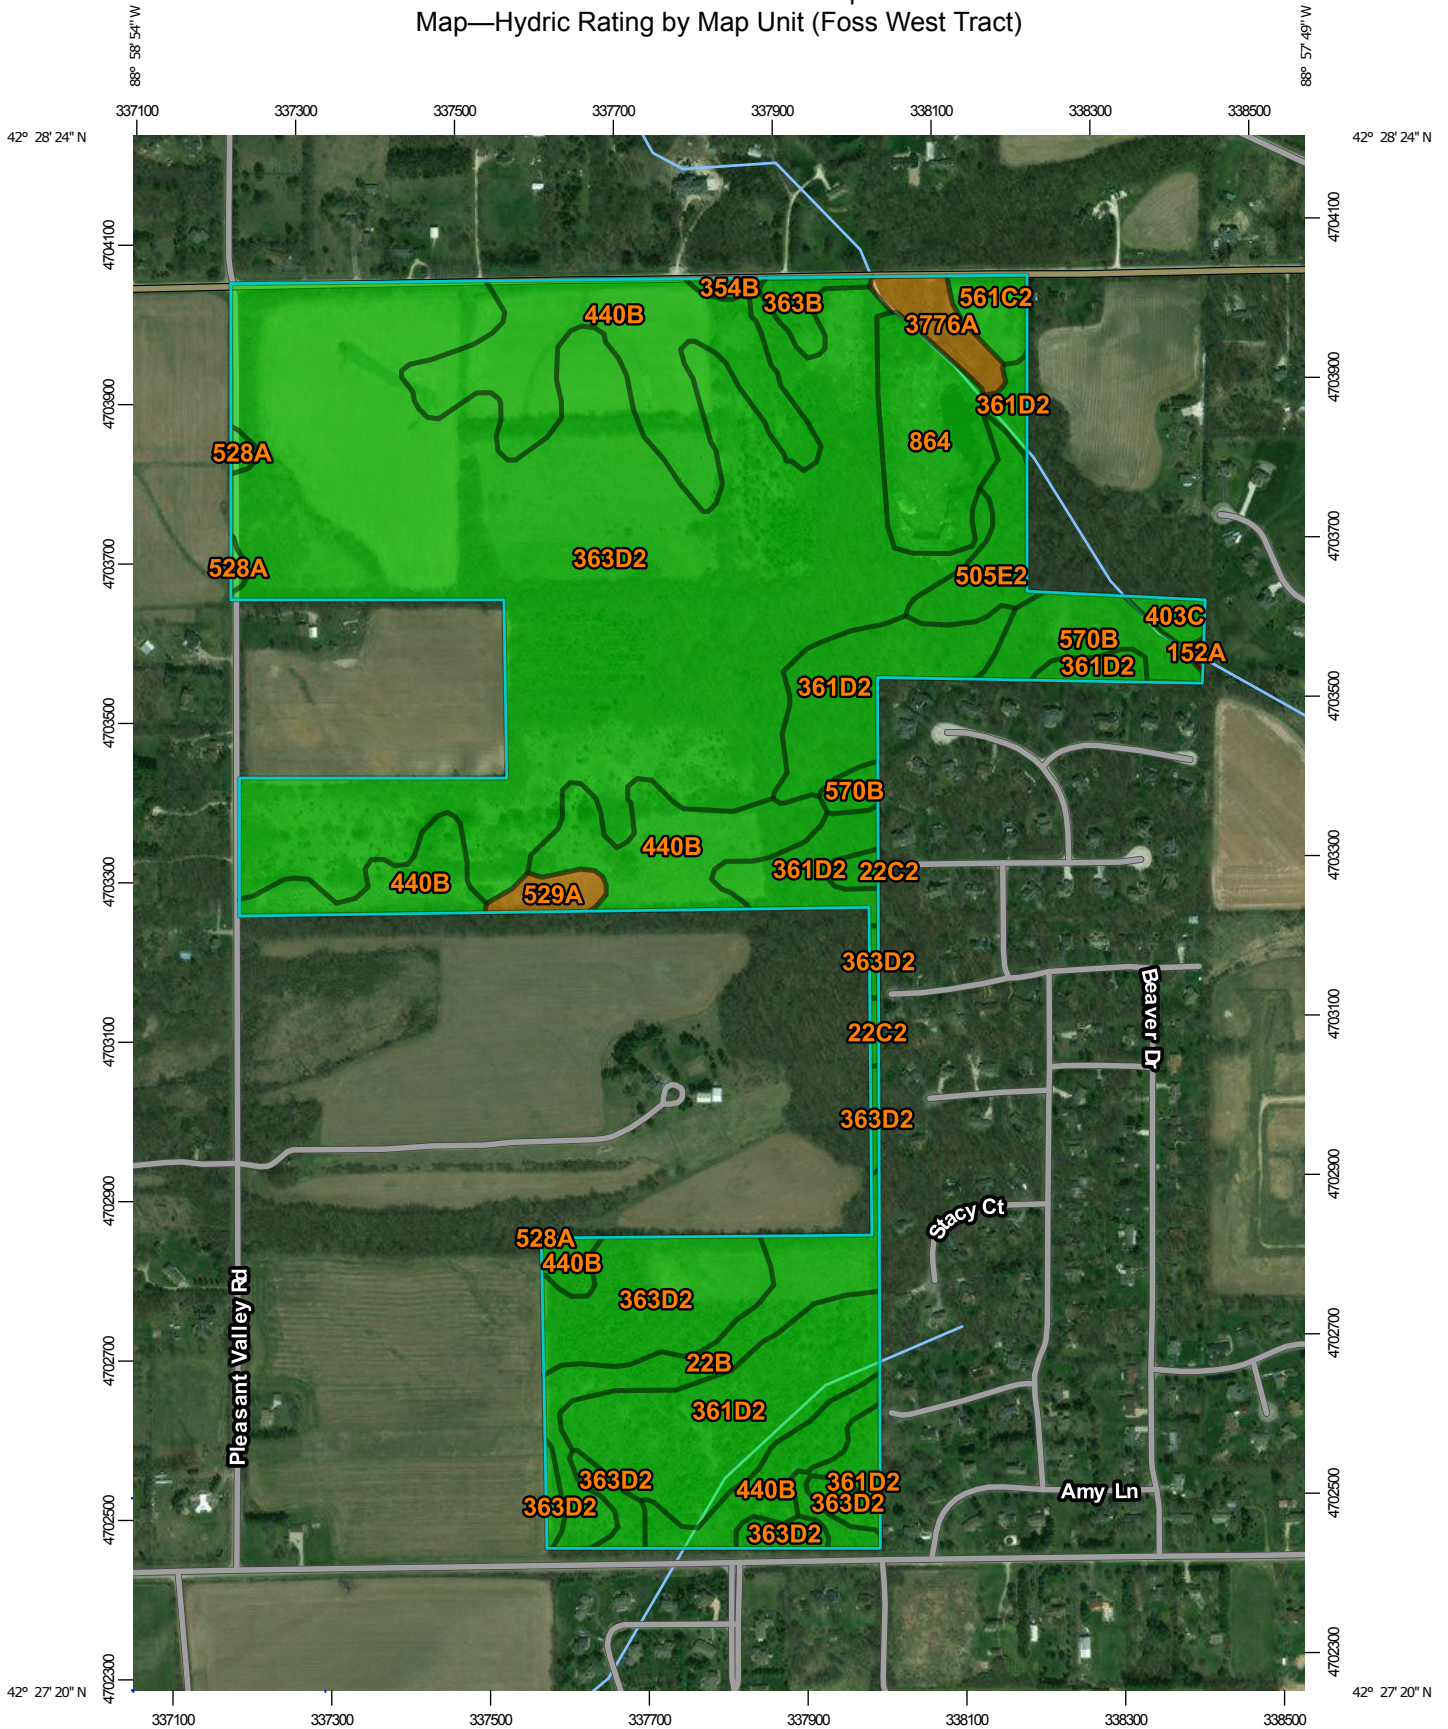 Map—Hydric Rating by Map Unit (Foss West Tract)
88° 58' 54'' W
88° 57' 49'' W
337100 337300 337500 337700 337900 338100 338300 338500
42° 28' 24'' N
42° 28' 24'' N
4704100
4704100
354B
363B
561C2
440B
3776A
4703900
4703900
361D2
864
528A
4703700
4703700
363D2
528A
505E2
403C
570B
152A
361D2
361D2
4703500
4703500
570B
440B
4703300
4703300
361D2
22C2
440B
529A
363D2
Beaver Dr
4703100
4703100
22C2
363D2
4702900
4702900
Stacy Ct
528A
440B
363D2
Pleasant Valley Rd
4702700
4702700
22B
361D2
363D2
361D2
440B
Amy Ln
363D2
363D2
4702500
4702500
363D2
4702300
4702300
42° 27' 20'' N
42° 27' 20'' N
337100 337300 337500 337700 337900 338100 338300 338500